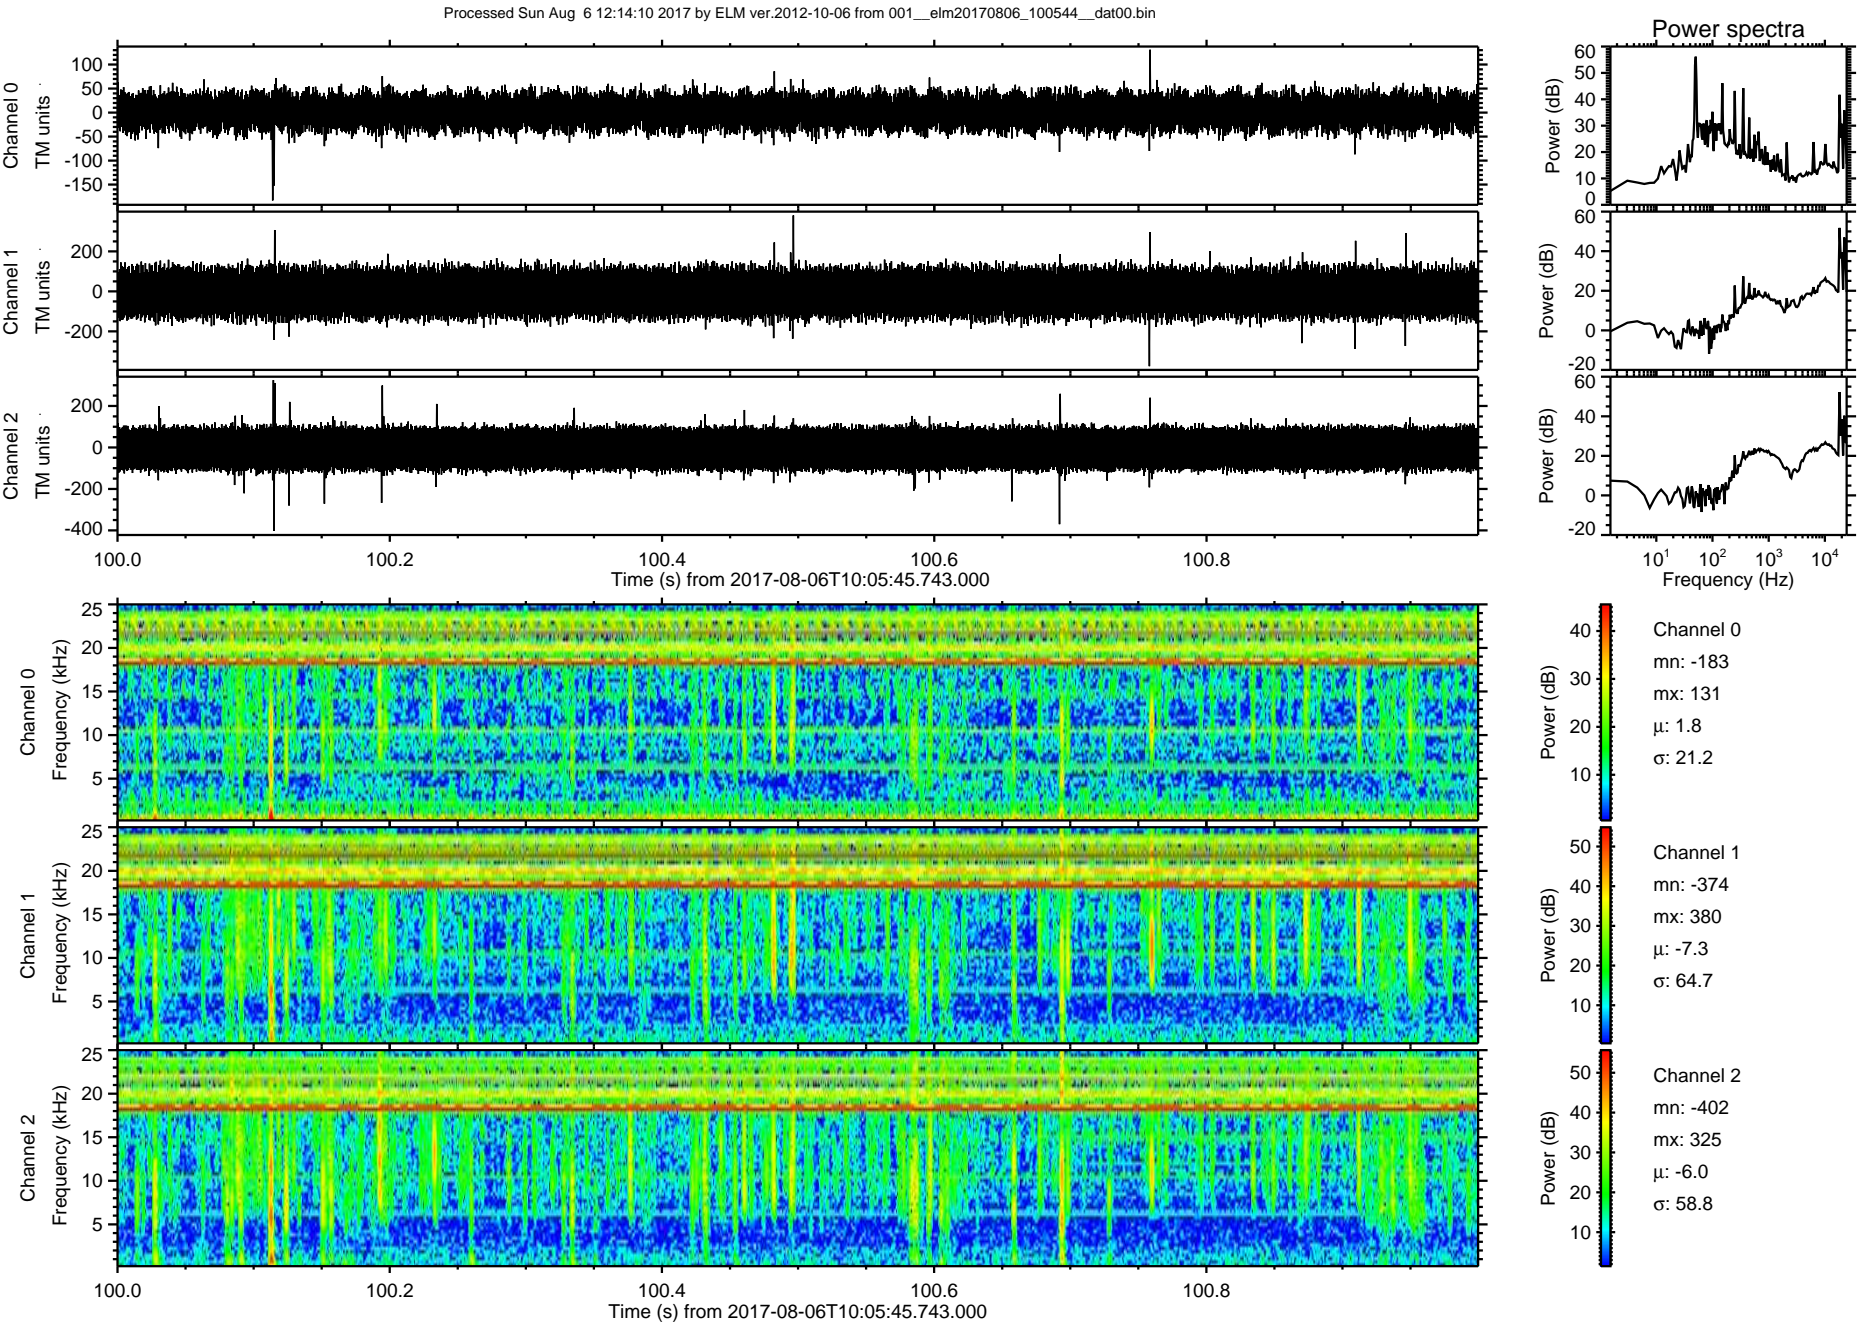 Processed Sun Aug  6 12:14:10 2017 by ELM ver.2012-10-06 from 001__elm20170806_100544__dat00.bin
Power spectra
Channel 0
TM units
100
50
0
-50
-100
-150
Power (dB)
60
50
40
30
20
10
0
Channel 1
TM units
200
0
-200
Power (dB)
60
40
20
0
-20
Channel 2
TM units
200
0
-200
-400
Power (dB)
60
40
20
0
-20
100.0 100.2 100.4 100.6 100.8
Time (s) from 2017-08-06T10:05:45.743.000
10¹ 10² 10³ 10⁴
Frequency (Hz)
Channel 0
Frequency (kHz)
25
20
15
10
5
Power (dB)
40
30
20
10
Channel 0
mn: -183
mx: 131
μ: 1.8
σ: 21.2
Channel 1
Frequency (kHz)
25
20
15
10
5
Power (dB)
50
40
30
20
10
Channel 1
mn: -374
mx: 380
μ: -7.3
σ: 64.7
Channel 2
Frequency (kHz)
25
20
15
10
5
Power (dB)
50
40
30
20
10
Channel 2
mn: -402
mx: 325
μ: -6.0
σ: 58.8
100.0 100.2 100.4 100.6 100.8
Time (s) from 2017-08-06T10:05:45.743.000